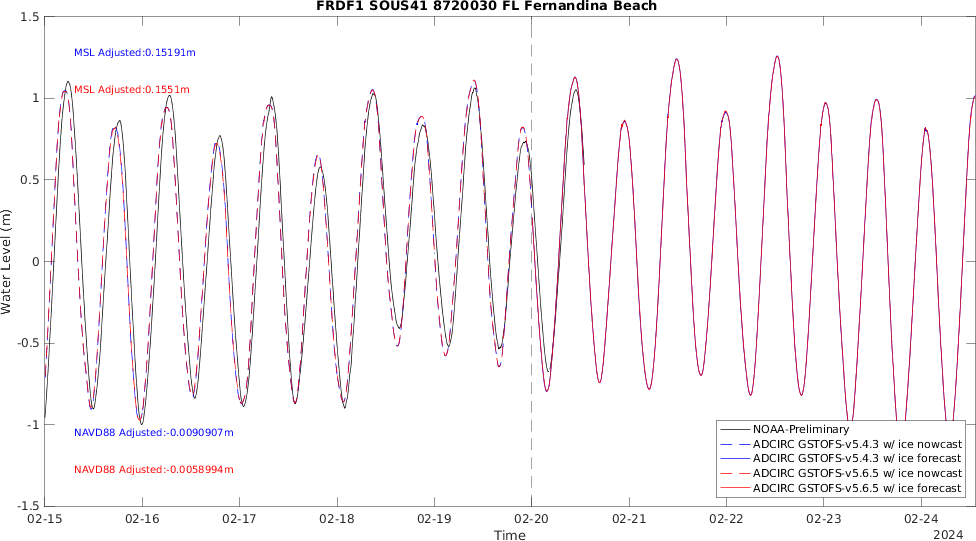 FRDF1 SOUS41 8720030 FL Fernandina Beach
1.5
1
0.5
0
-0.5
-1
-1.5
Water Level (m)
MSL Adjusted:0.15191m
MSL Adjusted:0.1551m
NAVD88 Adjusted:-0.0090907m
NAVD88 Adjusted:-0.0058994m
NOAA-Preliminary
ADCIRC GSTOFS-v5.4.3 w/ ice nowcast
ADCIRC GSTOFS-v5.4.3 w/ ice forecast
ADCIRC GSTOFS-v5.6.5 w/ ice nowcast
ADCIRC GSTOFS-v5.6.5 w/ ice forecast
02-15 02-16 02-17 02-18 02-19 02-20 02-21 02-22 02-23 02-24
Time
2024